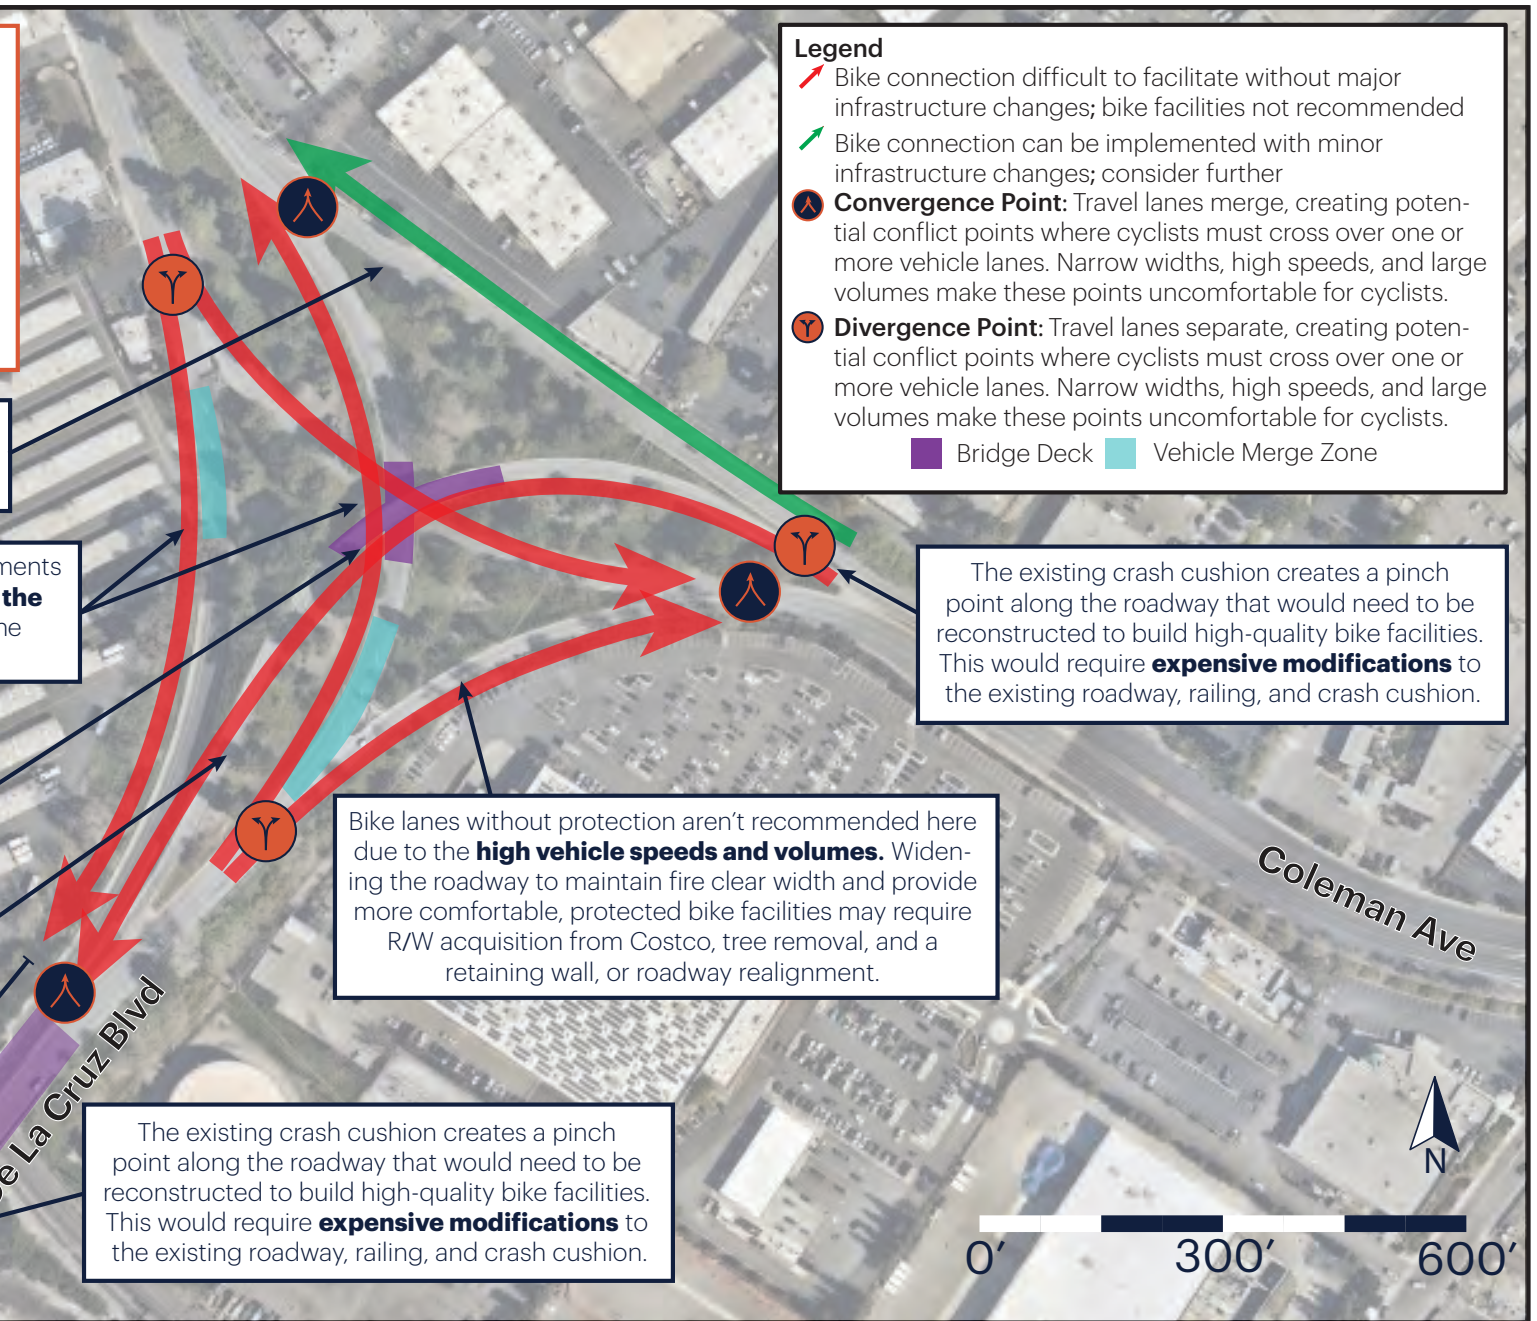 Legend
Bike connection difficult to facilitate without major
infrastructure changes; bike facilities not recommended
Bike connection can be implemented with minor
infrastructure changes; consider further
Convergence Point: Travel lanes merge, creating poten-
tial conflict points where cyclists must cross over one or
more vehicle lanes. Narrow widths, high speeds, and large
volumes make these points uncomfortable for cyclists.
Divergence Point: Travel lanes separate, creating poten-
tial conflict points where cyclists must cross over one or
more vehicle lanes. Narrow widths, high speeds, and large
volumes make these points uncomfortable for cyclists.
Bridge Deck Vehicle Merge Zone
the
The existing crash cushion creates a pinch
point along the roadway that would need to be
reconstructed to build high-quality bike facilities.
This would require expensive modifications to
the existing roadway, railing, and crash cushion.
Bike lanes without protection aren't recommended here
due to the high vehicle speeds and volumes. Widen-
ing the roadway to maintain fire clear width and provide
more comfortable, protected bike facilities may require
R/W acquisition from Costco, tree removal, and a
retaining wall, or roadway realignment.
Coleman Ave
La Cruz Blvd
The existing crash cushion creates a pinch
point along the roadway that would need to be
reconstructed to build high-quality bike facilities.
This would require expensive modifications to
the existing roadway, railing, and crash cushion.
N
0' 300' 600'